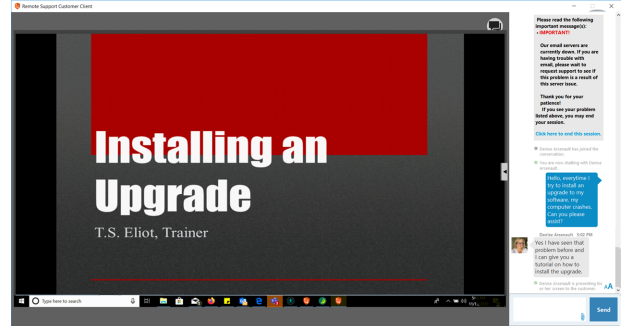 Remote Support Customer Client
Installing an
Upgrade
T.S. Eliot, Trainer
Type here to search
Please read the following
important message(s):
• IMPORTANT!
Our email servers are
currently down. If you are
having trouble with
email, please wait to
request support to see if
this problem is a result of
this server issue.
Thank you for your
patience!
If you see your problem
listed above, you may end
your session.
Click here to end this session.
Denise Arsenault has joined the
conversation.
You are now chatting with Denise
Arsenault.
Hello, everytime I
try to install an
upgrade to my
software, my
computer crashes.
Can you please
assist?
Denise Arsenault 5:02 PM
Yes I have seen that
problem before and
I can give you a
tutorial on how to
install the upgrade.
Denise Arsenault is presenting his
or her screen to the customer.
AA
Send